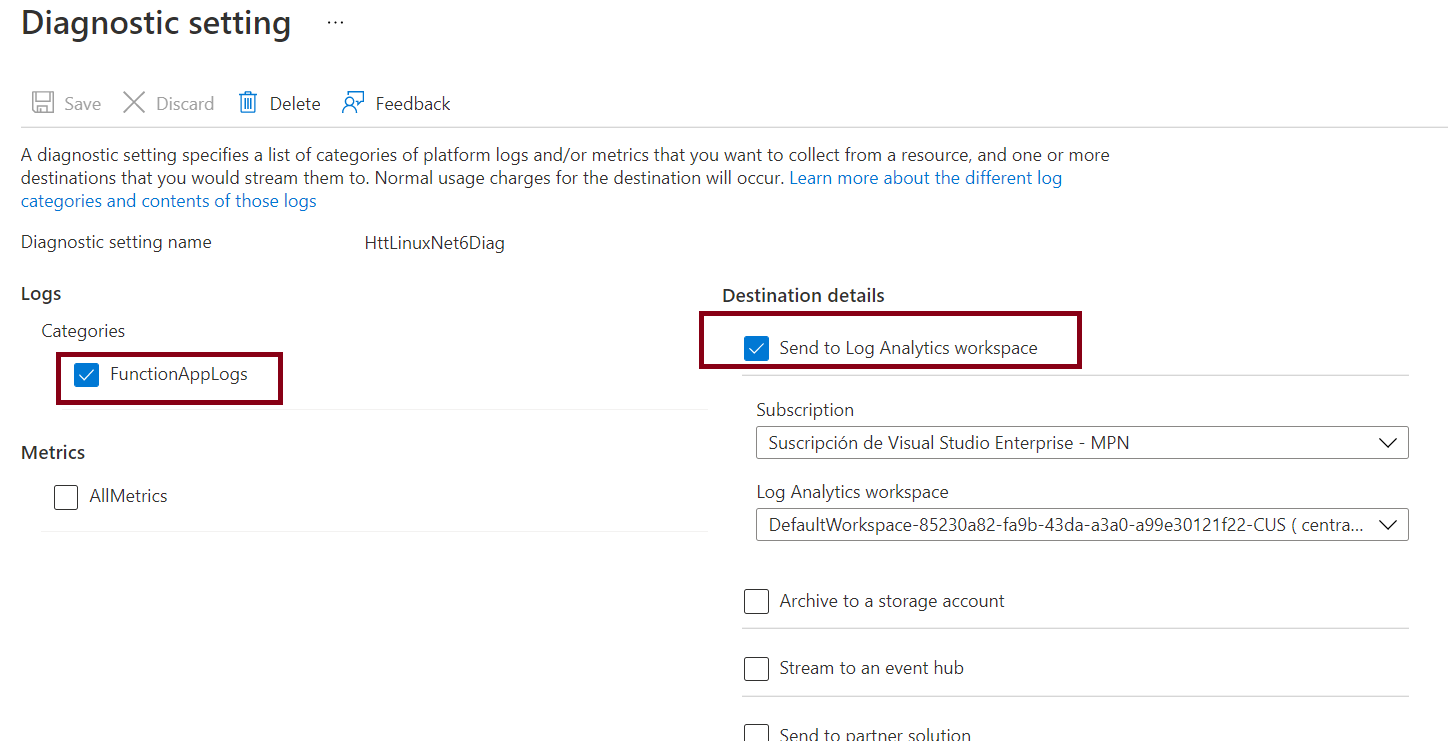 Diagnostic setting ...
Save Discard Delete Feedback
A diagnostic setting specifies a list of categories of platform logs and/or metrics that you want to collect from a resource, and one or more
destinations that you would stream them to. Normal usage charges for the destination will occur. Learn more about the different log
categories and contents of those logs
Diagnostic setting name HttLinuxNet6Diag
Logs
Categories
FunctionAppLogs
Metrics
AllMetrics
Destination details
Send to Log Analytics workspace
Subscription
Suscripción de Visual Studio Enterprise - MPN
Log Analytics workspace
DefaultWorkspace-85230a82-fa9b-43da-a3a0-a99e30121f22-CUS ( centra...
Archive to a storage account
Stream to an event hub
Send to partner solution